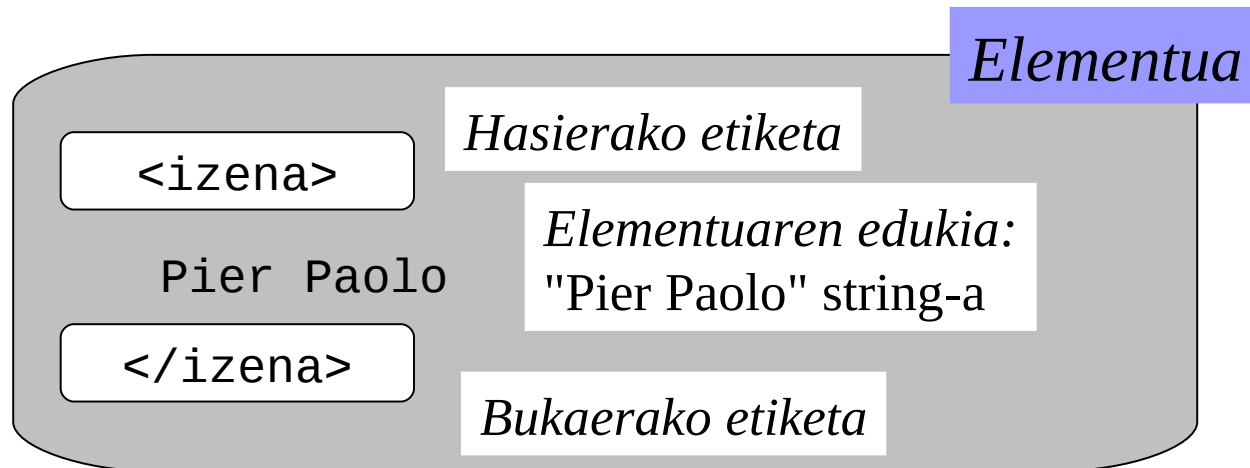 Elementua
Hasierako etiketa
<izena>
Elementuaren edukia:
"Pier Paolo" string-a
Pier Paolo
</izena>
Bukaerako etiketa